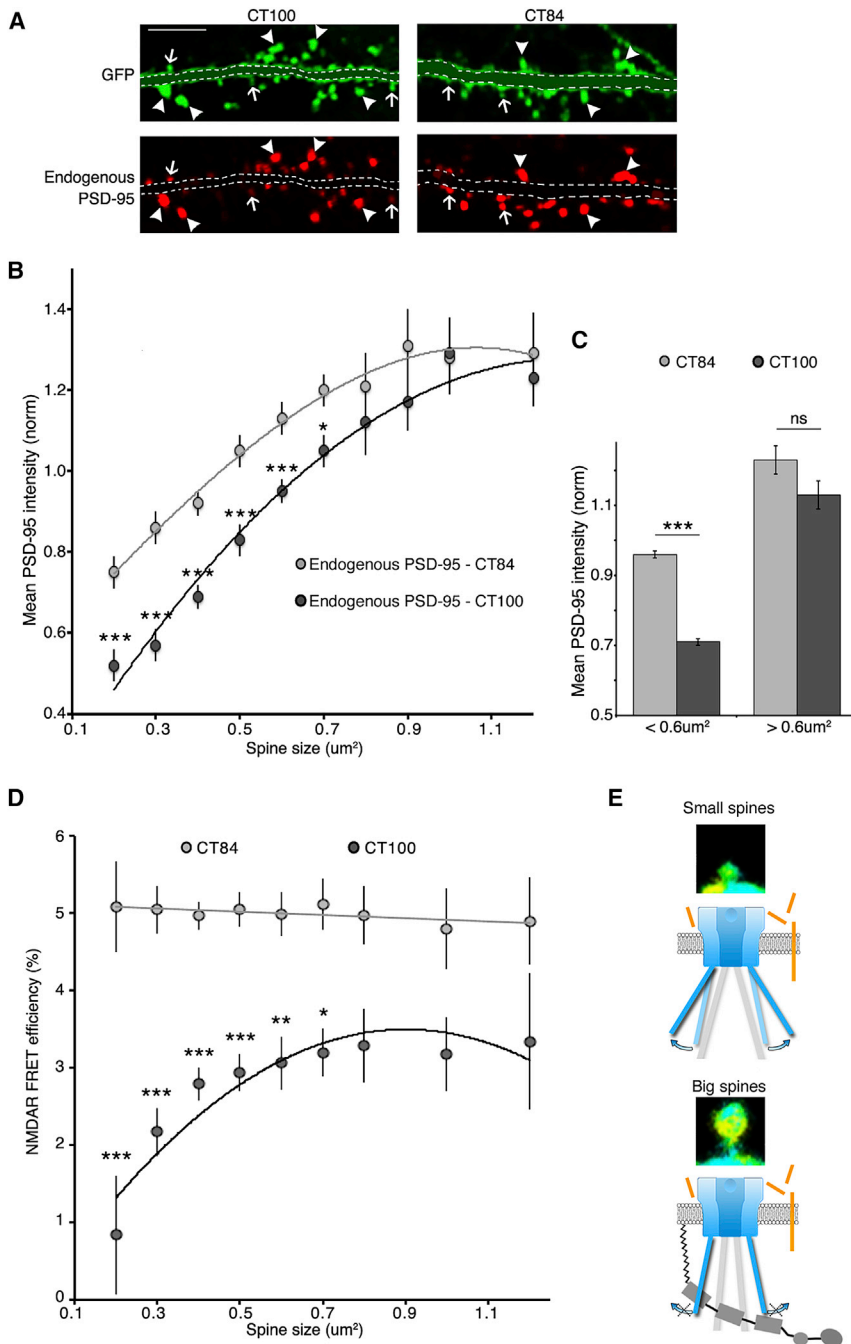 A
CT100
CT84
GFP
Endogenous
PSD-95
B
Mean PSD-95 intensity (norm)
1.4
1.2
1.0
0.8
0.6
0.4
***
***
***
***
***
*
Endogenous PSD-95 - CT84
Endogenous PSD-95 - CT100
0.1
0.3
0.5
0.7
0.9
1.1
Spine size (um²)
C
CT84
CT100
Mean PSD-95 intensity (norm)
1.1
0.9
0.7
0.5
***
ns
< 0.6um²
> 0.6um²
D
CT84
CT100
NMDAR FRET efficiency (%)
6
5
4
3
2
1
0
***
***
***
***
**
*
0.1
0.3
0.5
0.7
0.9
1.1
Spine size (um²)
E
Small spines
Big spines